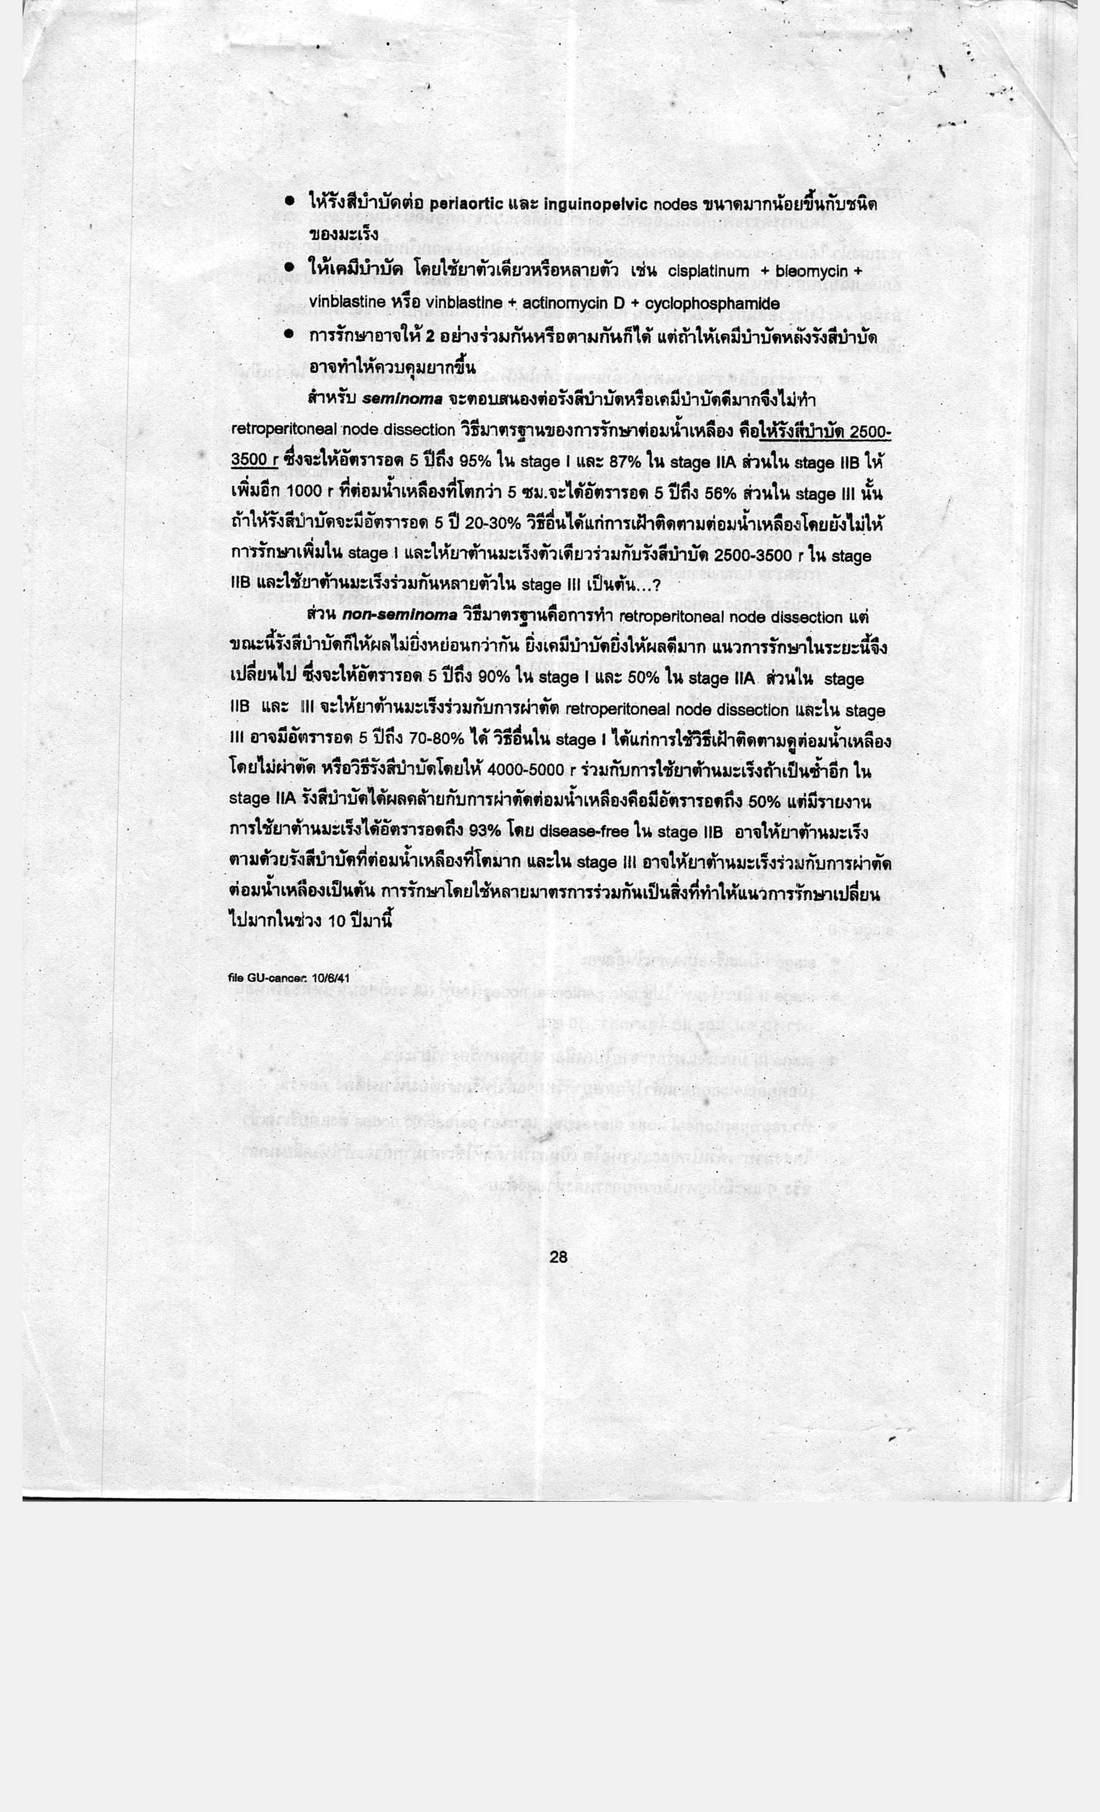 ● ให้รังสีบำบัดต่อ periaortic และ inguinopelvic nodes ขนาดมากน้อยขึ้นกับชนิด
ของมะเร็ง
● ให้เคมีบำบัด โดยใช้ยาตัวเดียวหรือหลายตัว เช่น cisplatinum + bleomycin +
vinblastine หรือ vinblastine + actinomycin D + cyclophosphamide
● การรักษาอาจให้ 2 อย่างร่วมกันหรือตามกันก็ได้ แต่ถ้าให้เคมีบำบัดหลังรังสีบำบัด
อาจทำให้ควบคุมยากขึ้น
สำหรับ seminoma จะตอบสนองต่อรังสีบำบัดหรือเคมีบำบัดดีมากจึงไม่ทำ
retroperitoneal node dissection วิธีมาตรฐานของการรักษาต่อมน้ำเหลือง คือให้รังสีบำบัด 2500-
3500 r ซึ่งจะให้อัตรารอด 5 ปีถึง 95% ใน stage I และ 87% ใน stage IIA ส่วนใน stage IIB ให้
เพิ่มอีก 1000 r ที่ต่อมน้ำเหลืองที่โตกว่า 5 ซม.จะได้อัตรารอด 5 ปีถึง 56% ส่วนใน stage III นั้น
ถ้าให้รังสีบำบัดจะมีอัตรารอด 5 ปี 20-30% วิธีอื่นได้แก่การเฝ้าติดตามต่อมน้ำเหลืองโดยยังไม่ให้
การรักษาเพิ่มใน stage I และให้ยาต้านมะเร็งตัวเดียวร่วมกับรังสีบำบัด 2500-3500 r ใน stage
IIB และใช้ยาต้านมะเร็งร่วมกันหลายตัวใน stage III เป็นต้น...?
ส่วน non-seminoma วิธีมาตรฐานคือการทำ retroperitoneal node dissection แต่
ขณะนี้รังสีบำบัดก็ให้ผลไม่ยิ่งหย่อนกว่ากัน ยิ่งเคมีบำบัดยิ่งให้ผลดีมาก แนวการรักษาในระยะนี้จึง
เปลี่ยนไป ซึ่งจะให้อัตรารอด 5 ปีถึง 90% ใน stage I และ 50% ใน stage IIA ส่วนใน stage
IIB และ III จะให้ยาต้านมะเร็งร่วมกับการผ่าตัด retroperitoneal node dissection และใน stage
III อาจมีอัตรารอด 5 ปีถึง 70-80% ได้ วิธีอื่นใน stage I ได้แก่การใช้วิธีเฝ้าติดตามดูต่อมน้ำเหลือง
โดยไม่ผ่าตัด หรือวิธีรังสีบำบัดโดยให้ 4000-5000 r ร่วมกับการใช้ยาต้านมะเร็งถ้าเป็นซ้ำอีก ใน
stage IIA รังสีบำบัดได้ผลคล้ายกับการผ่าตัดต่อมน้ำเหลืองคือมีอัตรารอดถึง 50% แต่มีรายงาน
การใช้ยาต้านมะเร็งได้อัตรารอดถึง 93% โดย disease-free ใน stage IIB อาจให้ยาต้านมะเร็ง
ตามด้วยรังสีบำบัดที่ต่อมน้ำเหลืองที่โตมาก และใน stage III อาจให้ยาต้านมะเร็งร่วมกับการผ่าตัด
ต่อมน้ำเหลืองเป็นต้น การรักษาโดยใช้หลายมาตรการร่วมกันเป็นสิ่งที่ทำให้แนวการรักษาเปลี่ยน
ไปมากในช่วง 10 ปีมานี้
file GU-cancer: 10/6/41
28